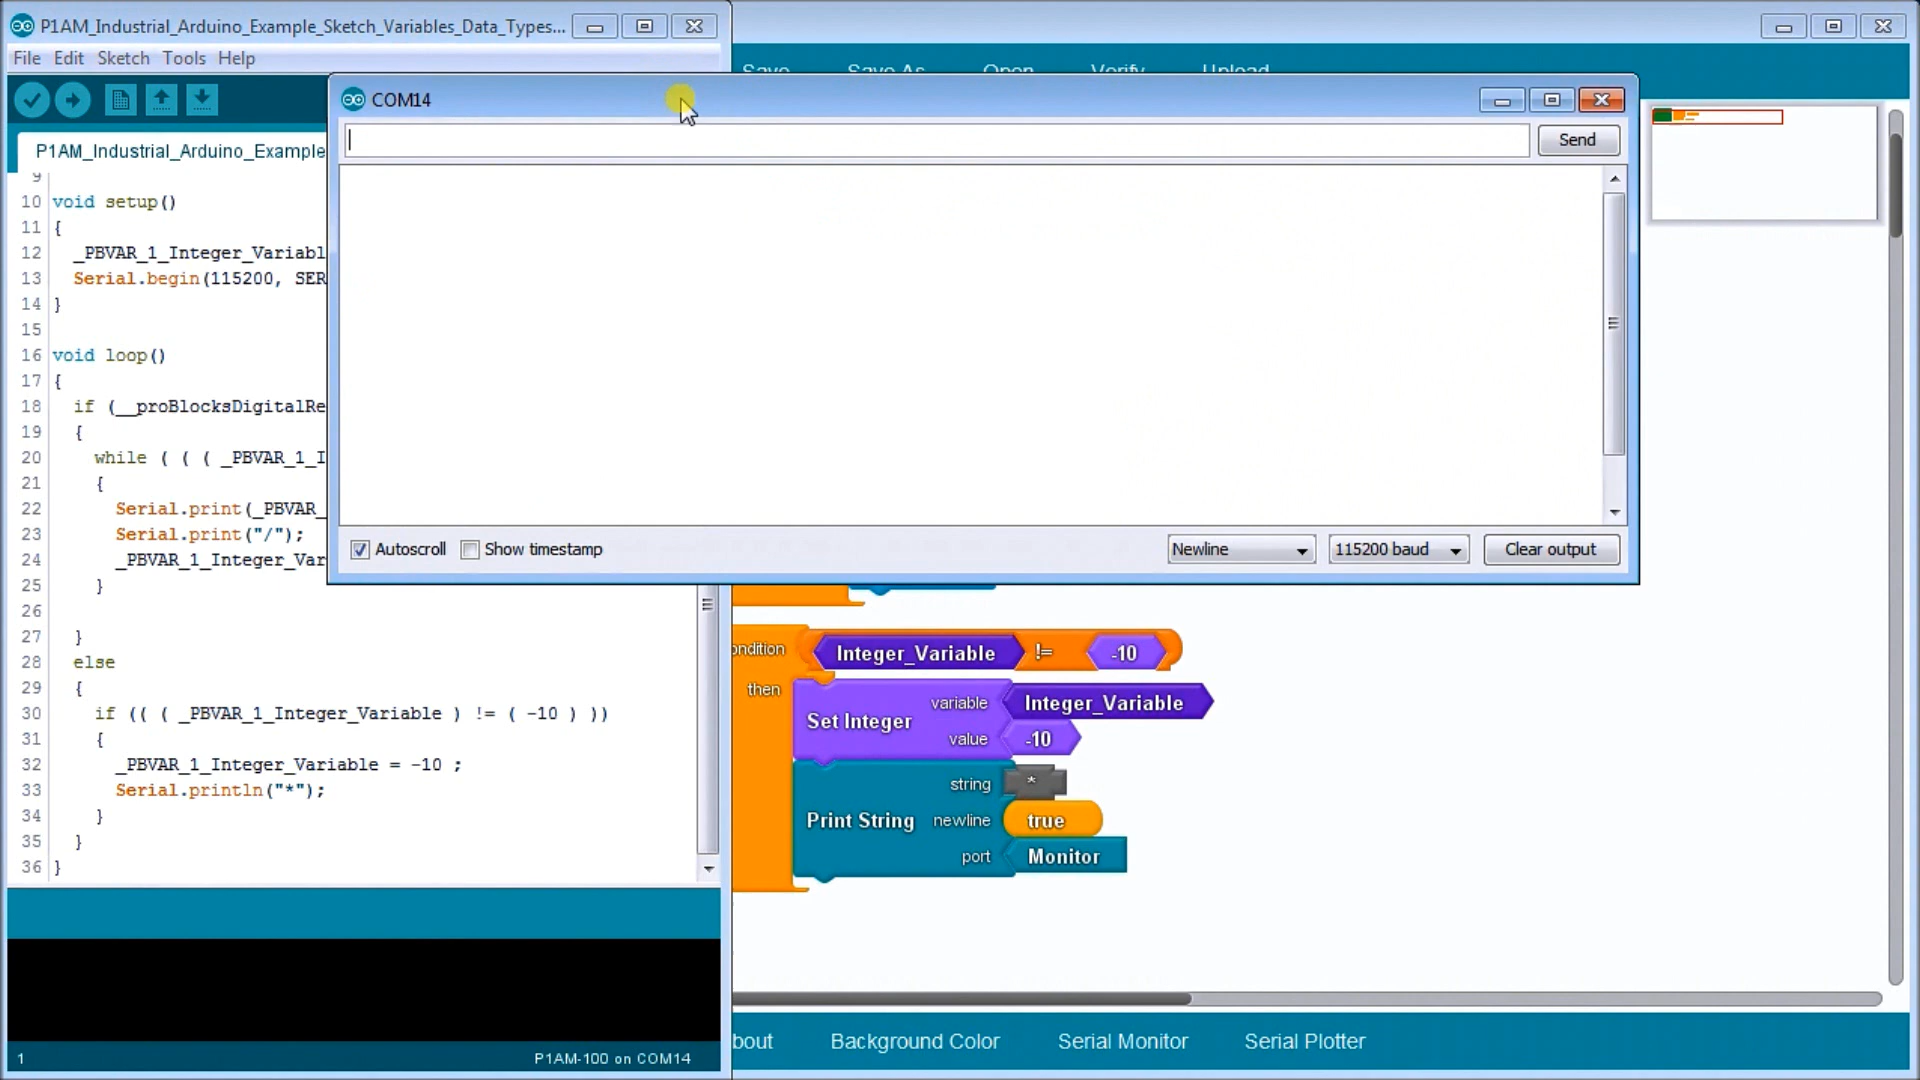 P1AM_Industrial_Arduino_Example_Sketch_Variables_Data_Types...
File Edit Sketch Tools Help
Save Save As Open Verify Upload
COM14
Send
P1AM_Industrial_Arduino_Example
9
10 void setup()
11 {
12 _PBVAR_1_Integer_Variabl
13 Serial.begin(115200, SER
14 }
15
16 void loop()
17 {
18 if (__proBlocksDigitalRe
19 {
20 while ( ( ( _PBVAR_1_I
21 {
22 Serial.print(_PBVAR_
23 Serial.print("/");
24 _PBVAR_1_Integer_Var
25 }
26
27 }
28 else
29 {
30 if (( ( _PBVAR_1_Integer_Variable ) != ( -10 ) ))
31 {
32 _PBVAR_1_Integer_Variable = -10 ;
33 Serial.println("*");
34 }
35 }
36 }
Autoscroll Show timestamp Newline 115200 baud Clear output
ondition Integer_Variable != -10
then
Set Integer variable Integer_Variable
value -10
Print String string *
newline true
port Monitor
1 P1AM-100 on COM14
bout Background Color Serial Monitor Serial Plotter